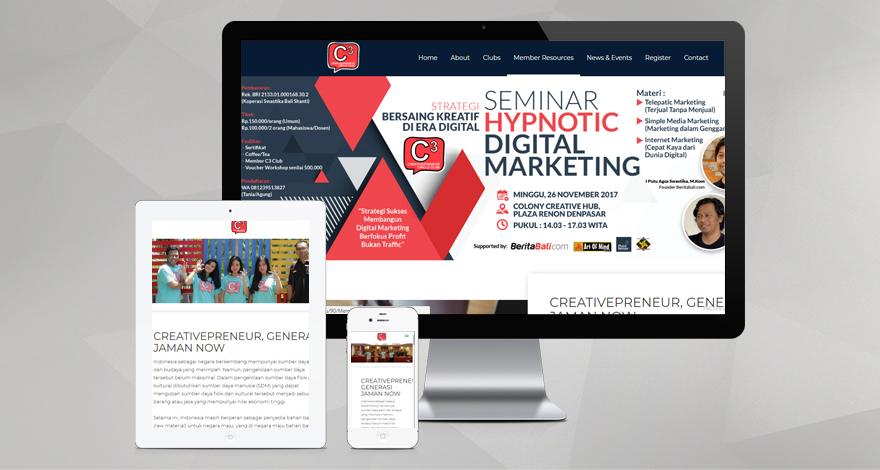 C3
Home About Clubs Member Resources News & Events Register Contact
Pembayaran:
Rek. BRI 2133.01.000168.30.2
(Koperasi Swastika Bali Shanti)
Tiket:
Rp.150.000/orang (Umum)
Rp.100.000/2 orang (Mahasiswa/Dosen)
Fasilitas:
- Sertifikat
- Coffee/Tea
- Member C3 Club
- Voucher Workshop senilai 500.000
Pendaftaran:
WA 081239513827
(Tania/Agung)
STRATEGI
BERSAING KREATIF
DI ERA DIGITAL
C3
"Strategi Sukses
Membangun
Digital Marketing
Berfokus Profit
Bukan Traffic"
SEMINAR
HYPNOTIC
DIGITAL
MARKETING
MINGGU, 26 NOVEMBER 2017
COLONY CREATIVE HUB,
PLAZA RENON DENPASAR
PUKUL : 14.03 - 17.03 WITA
Supported by: BeritaBali.com Art Of Mind
Materi :
Telepatic Marketing
(Terjual Tanpa Menjual)
Simple Media Marketing
(Marketing dalam Genggam
Internet Marketing
(Cepat Kaya dari
Dunia Digital)
I Putu Agus Swastika, M.Kom
Founder Beritabali.com
CREATIVEPRENEUR, GENE
JAMAN NOW
CREATIVEPRENEUR, GENERA
JAMAN NOW
Indonesia sebagai negara berkembang mempunyai sumber daya
dan budaya yang melimpah. Namun, pengelolaan sumber daya
tersebut belum maksimal. Dalam pengelolaan sumber daya fisik
kultural dibutuhkan sumber daya manusia (SDM) yang dapat
mengubah sumber daya fisik dan kultural tersebut menjadi sebu
barang atau jasa yang mempunyai nilai ekonomi tinggi.
Selama ini, Indonesia masih berperan sebagai penyedia bahan ba
(raw material) untuk negara maju, yang di negara maju bahan ba
CREATIVEPRENEU
GENERASI
JAMAN NOW